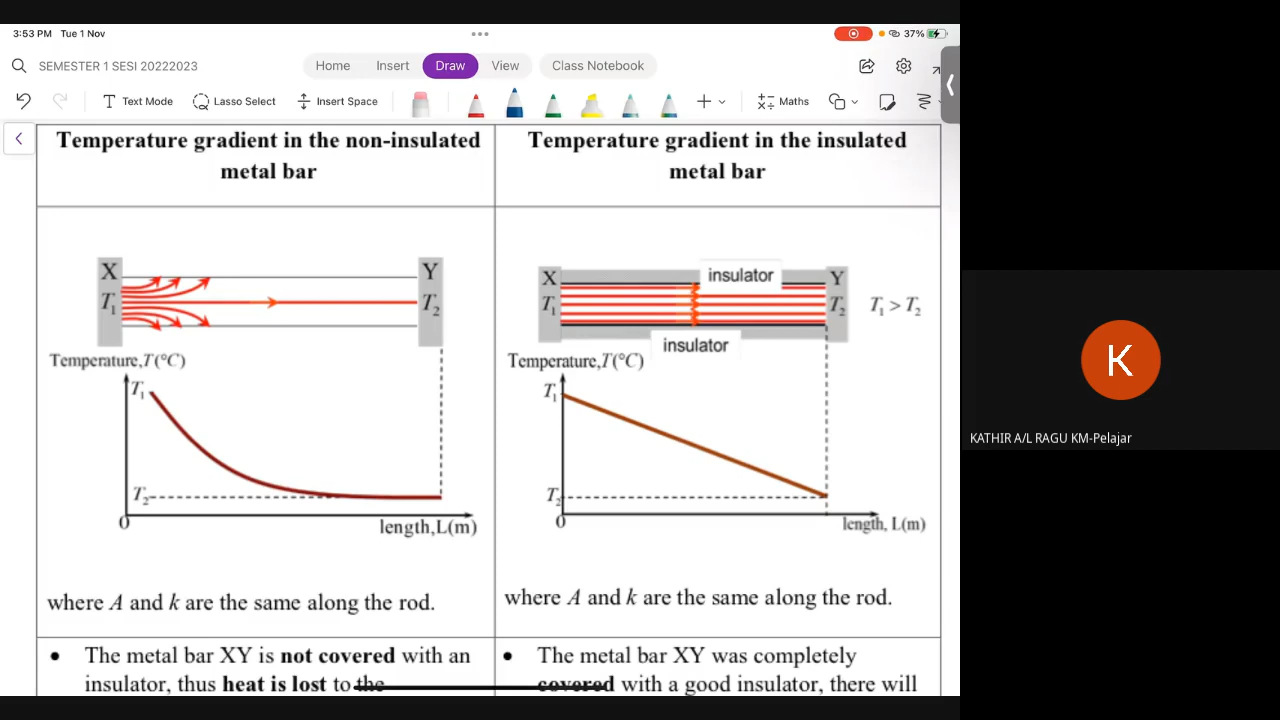 3:53 PM Tue 1 Nov
37%
SEMESTER 1 SESI 20222023
Home Insert Draw View Class Notebook
Text Mode Lasso Select Insert Space Maths
Temperature gradient in the non-insulated
metal bar
Temperature gradient in the insulated
metal bar
X Y
T₁ T₂
Temperature,T(°C)
T₁
T₂
0
length,L(m)
where A and k are the same along the rod.
X insulator Y
T₁ T₂ T₁ > T₂
insulator
Temperature,T(°C)
T₁
T₂
0
length, L(m)
where A and k are the same along the rod.
• The metal bar XY is not covered with an
insulator, thus heat is lost to the
• The metal bar XY was completely
covered with a good insulator, there will
K
KATHIR A/L RAGU KM-Pelajar